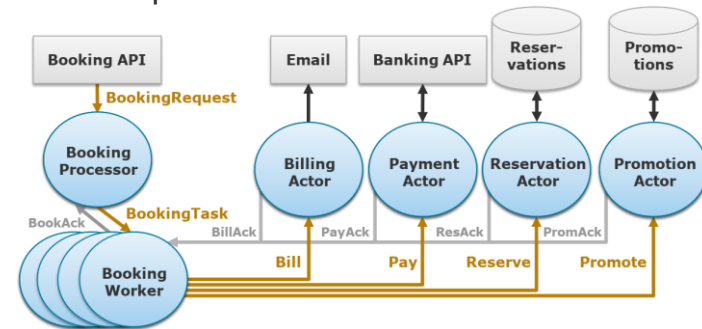 Booking API
Email
Banking API
Reser-
vations
Promo-
tions
BookingRequest
Booking
Processor
Billing
Actor
Payment
Actor
Reservation
Actor
Promotion
Actor
BookAck
BookingTask
BillAck
PayAck
ResAck
PromAck
Booking
Worker
Bill
Pay
Reserve
Promote